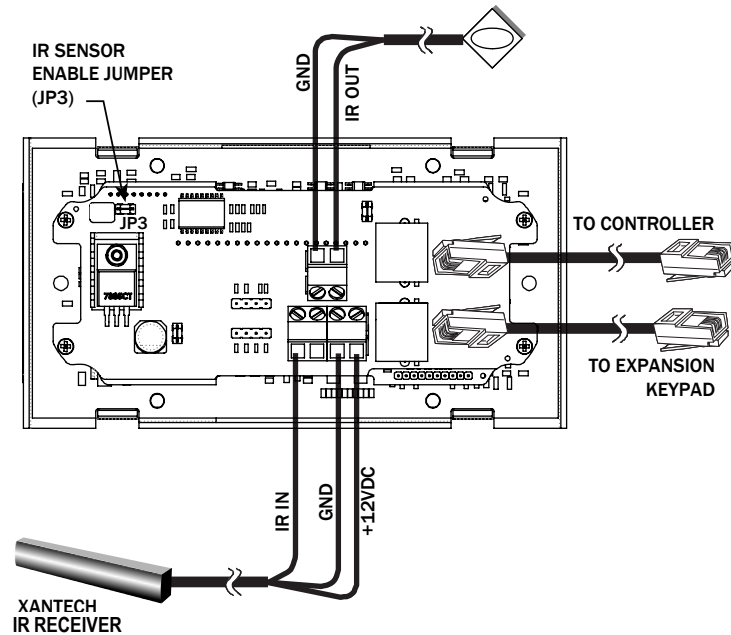 IR SENSOR
ENABLE JUMPER
(JP3)
GND
IR OUT
JP3
TO CONTROLLER
7805CT
TO EXPANSION
KEYPAD
IR IN
GND
+12VDC
XANTECH
IR RECEIVER